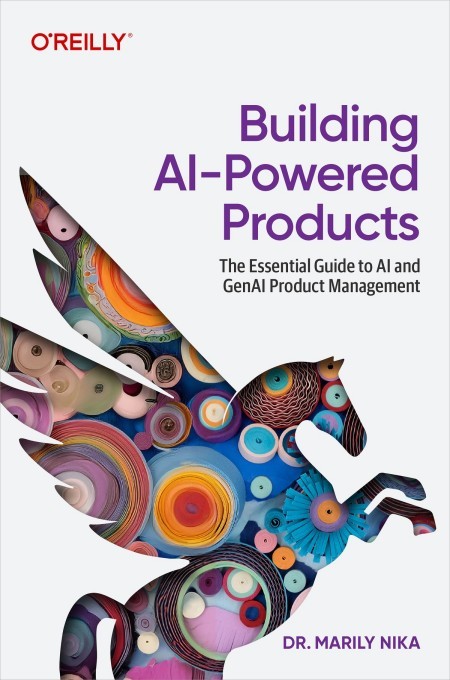 O'REILLY®
Building
AI-Powered
Products
The Essential Guide to AI and
GenAI Product Management
DR. MARILY NIKA